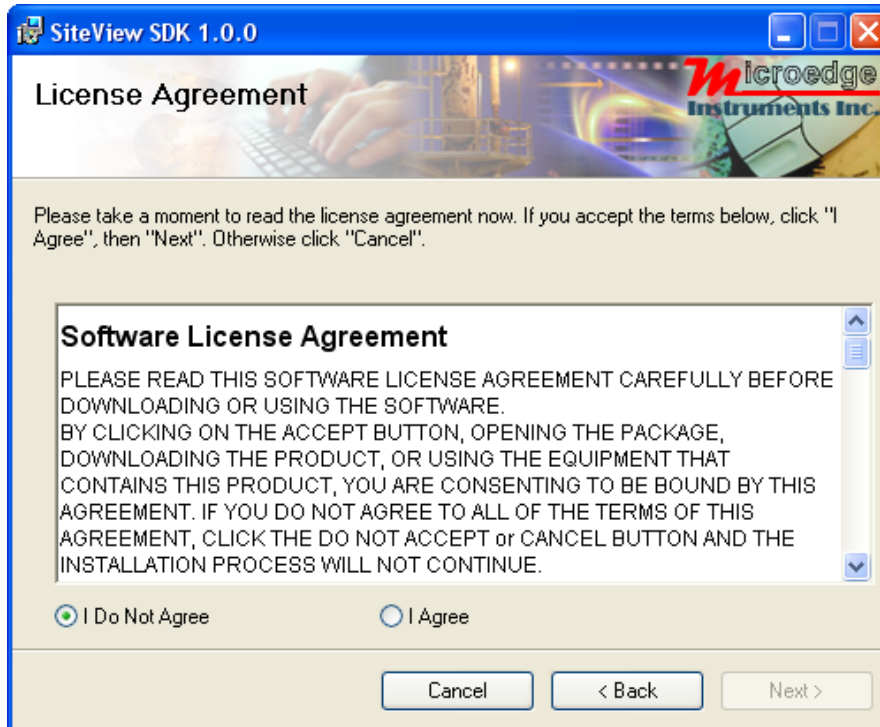 SiteView SDK 1.0.0
License Agreement
Microedge
Instruments Inc.
Please take a moment to read the license agreement now. If you accept the terms below, click "I
Agree", then "Next". Otherwise click "Cancel".
Software License Agreement
PLEASE READ THIS SOFTWARE LICENSE AGREEMENT CAREFULLY BEFORE
DOWNLOADING OR USING THE SOFTWARE.
BY CLICKING ON THE ACCEPT BUTTON, OPENING THE PACKAGE,
DOWNLOADING THE PRODUCT, OR USING THE EQUIPMENT THAT
CONTAINS THIS PRODUCT, YOU ARE CONSENTING TO BE BOUND BY THIS
AGREEMENT. IF YOU DO NOT AGREE TO ALL OF THE TERMS OF THIS
AGREEMENT, CLICK THE DO NOT ACCEPT or CANCEL BUTTON AND THE
INSTALLATION PROCESS WILL NOT CONTINUE.
I Do Not Agree
I Agree
Cancel
< Back
Next >